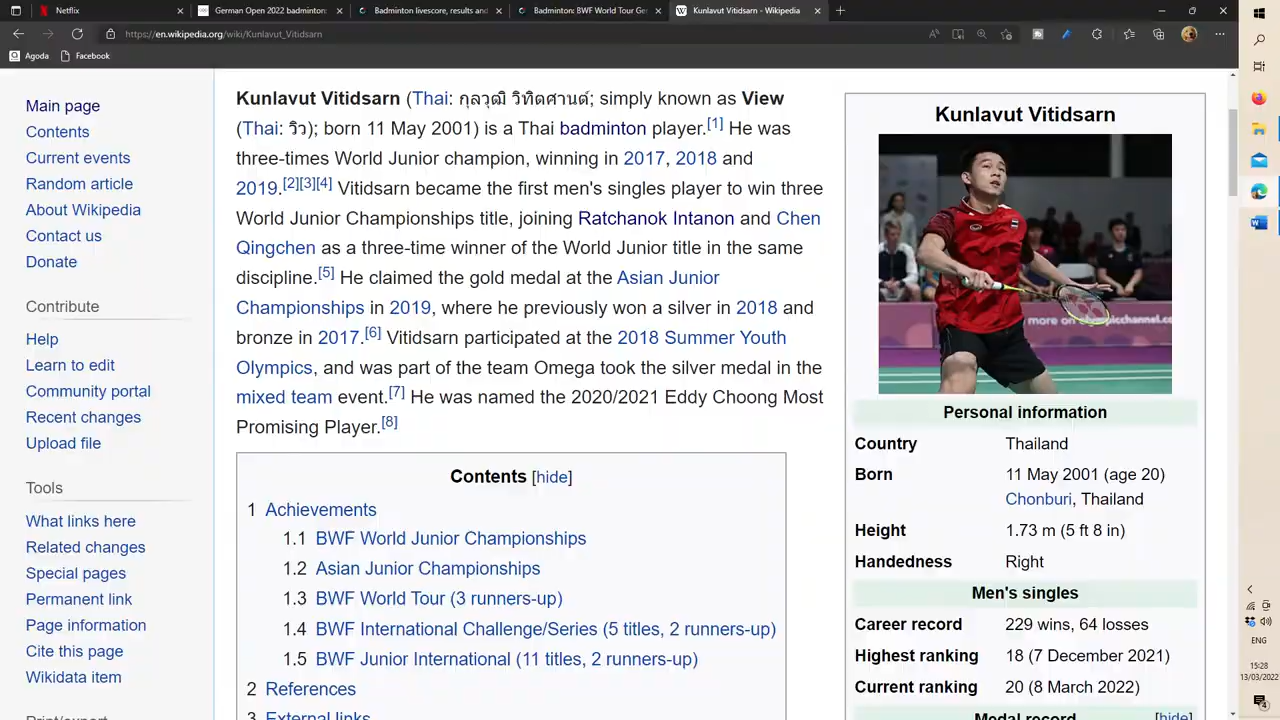 Netflix
German Open 2022 badminton
Badminton livescore, results and
Badminton: BWF World Tour Ger
Kunlavut Vitidsarn - Wikipedia
https://en.wikipedia.org/wiki/Kunlavut_Vitidsarn
Agoda
Facebook
Main page
Contents
Current events
Random article
About Wikipedia
Contact us
Donate
Contribute
Help
Learn to edit
Community portal
Recent changes
Upload file
Tools
What links here
Related changes
Special pages
Permanent link
Page information
Cite this page
Wikidata item
Print/export
Kunlavut Vitidsarn (Thai: กุลวุฒิ วิทิตศานต์; simply known as View
(Thai: วิว); born 11 May 2001) is a Thai badminton player.[1] He was
three-times World Junior champion, winning in 2017, 2018 and
2019.[2][3][4] Vitidsarn became the first men's singles player to win three
World Junior Championships title, joining Ratchanok Intanon and Chen
Qingchen as a three-time winner of the World Junior title in the same
discipline.[5] He claimed the gold medal at the Asian Junior
Championships in 2019, where he previously won a silver in 2018 and
bronze in 2017.[6] Vitidsarn participated at the 2018 Summer Youth
Olympics, and was part of the team Omega took the silver medal in the
mixed team event.[7] He was named the 2020/2021 Eddy Choong Most
Promising Player.[8]
Contents [hide]
1 Achievements
1.1 BWF World Junior Championships
1.2 Asian Junior Championships
1.3 BWF World Tour (3 runners-up)
1.4 BWF International Challenge/Series (5 titles, 2 runners-up)
1.5 BWF Junior International (11 titles, 2 runners-up)
2 References
3 External links
Kunlavut Vitidsarn
more on olympicchannel.c
Personal information
Country Thailand
Born 11 May 2001 (age 20)
Chonburi, Thailand
Height 1.73 m (5 ft 8 in)
Handedness Right
Men's singles
Career record 229 wins, 64 losses
Highest ranking 18 (7 December 2021)
Current ranking 20 (8 March 2022)
Medal record [hide]
ENG
15:28
13/03/2022